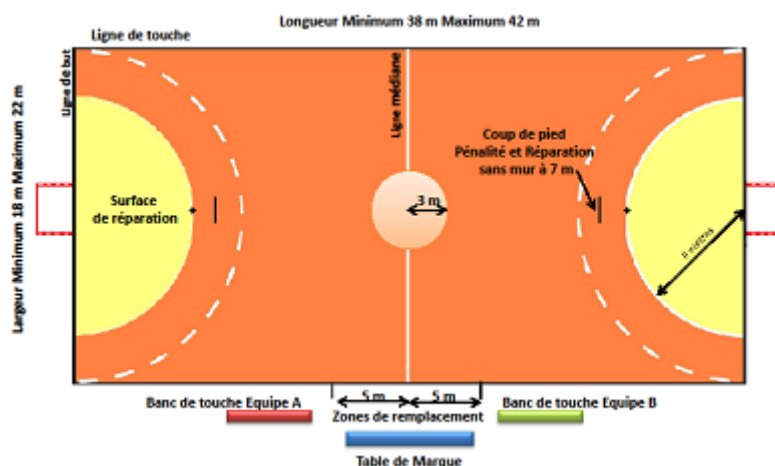 Longueur Minimum 38 m Maximum 42 m
Ligne de touche
Ligne de but
Largeur Minimum 18 m Maximum 22 m
Ligne médiane
Coup de pied
Pénalité et Réparation
sans mur à 7 m
Surface
de réparation
3 m
mètres
5 m
5 m
Banc de touche Equipe A
Zones de remplacement
Banc de touche Equipe B
Table de Marque